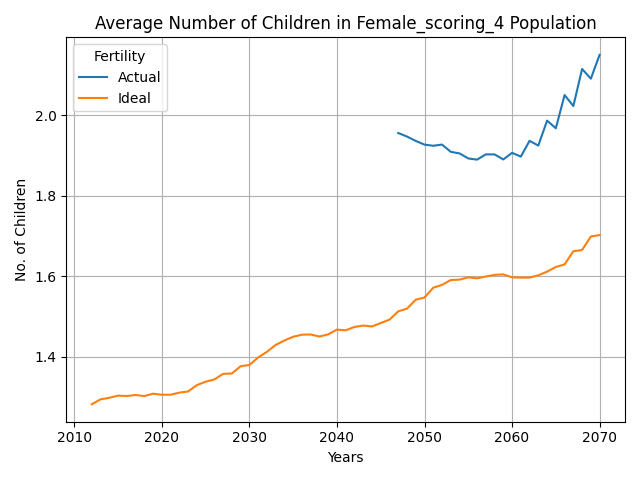 Average Number of Children in Female_scoring_4 Population
Fertility
Actual
Ideal
No. of Children
2.0
1.8
1.6
1.4
2010 2020 2030 2040 2050 2060 2070
Years